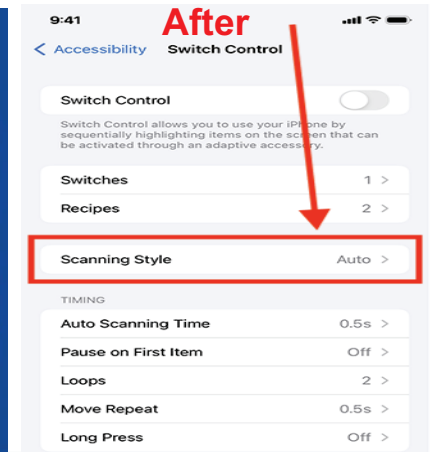 9:41
After
Accessibility Switch Control
Switch Control
Switch Control allows you to use your iPhone by
sequentially highlighting items on the screen that can
be activated through an adaptive accessory.
Switches 1 >
Recipes 2 >
Scanning Style Auto >
TIMING
Auto Scanning Time 0.5s >
Pause on First Item Off >
Loops 2 >
Move Repeat 0.5s >
Long Press Off >